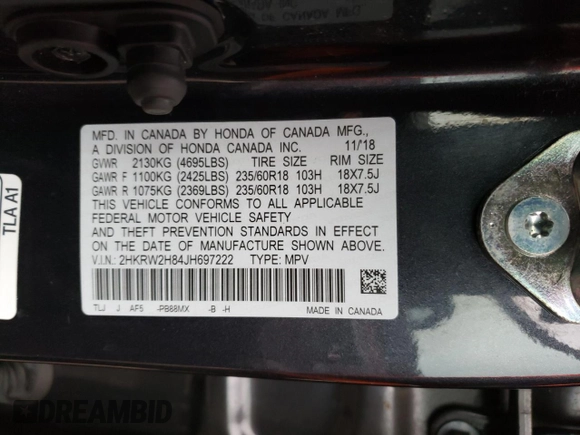 MFD. IN CANADA BY HONDA OF CANADA MFG.,
A DIVISION OF HONDA CANADA INC. 11/18
GVWR 2130KG (4695LBS) TIRE SIZE RIM SIZE
GAWR F 1100KG (2425LBS) 235/60R18 103H 18X7.5J
GAWR R 1075KG (2369LBS) 235/60R18 103H 18X7.5J
THIS VEHICLE CONFORMS TO ALL APPLICABLE
FEDERAL MOTOR VEHICLE SAFETY
AND THEFT PREVENTION STANDARDS IN EFFECT
ON THE DATE OF MANUFACTURE SHOWN ABOVE.
V.I.N.: 2HKRW2H84JH697222 TYPE: MPV
TLJ J AF5 -PB88MX -B -H MADE IN CANADA
TLA A1
DREAMBID